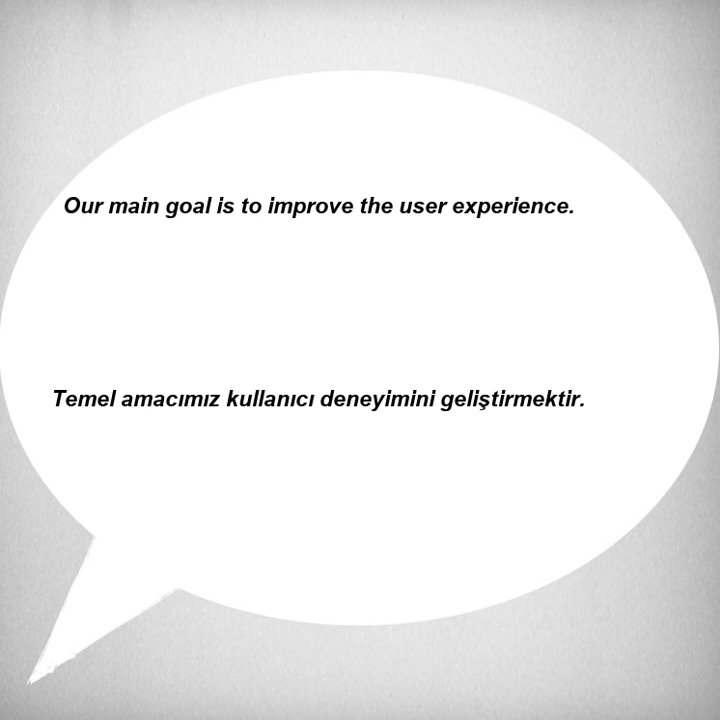 Our main goal is to improve the user experience.
Temel amacımız kullanıcı deneyimini geliştirmektir.